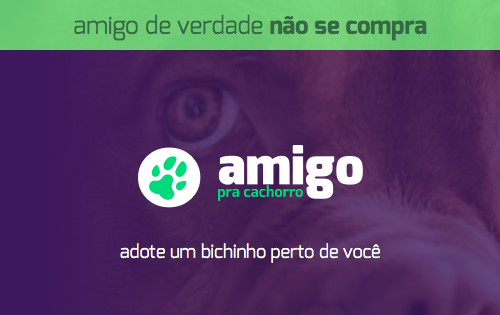 amigo de verdade não se compra
amigo
pra cachorro
adote um bichinho perto de você